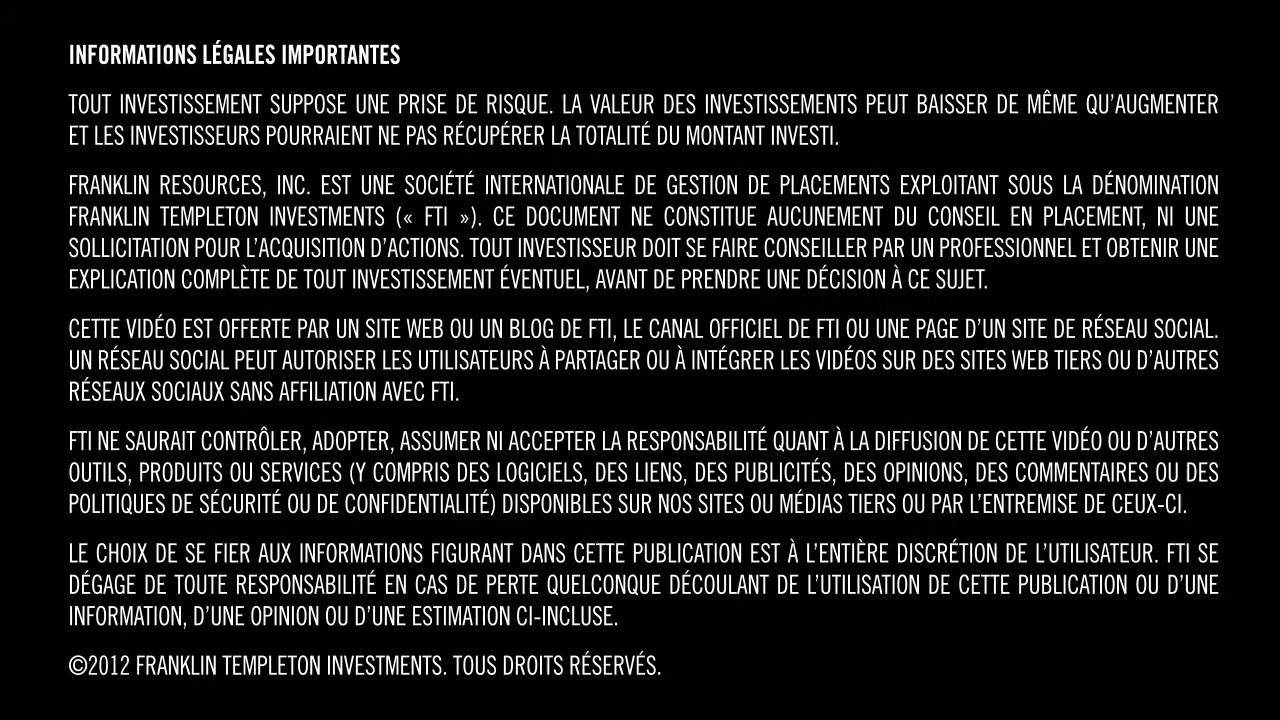 INFORMATIONS LÉGALES IMPORTANTES
TOUT INVESTISSEMENT SUPPOSE UNE PRISE DE RISQUE. LA VALEUR DES INVESTISSEMENTS PEUT BAISSER DE MÊME QU’AUGMENTER
ET LES INVESTISSEURS POURRAIENT NE PAS RÉCUPÉRER LA TOTALITÉ DU MONTANT INVESTI.
FRANKLIN RESOURCES, INC. EST UNE SOCIÉTÉ INTERNATIONALE DE GESTION DE PLACEMENTS EXPLOITANT SOUS LA DÉNOMINATION
FRANKLIN TEMPLETON INVESTMENTS (« FTI »). CE DOCUMENT NE CONSTITUE AUCUNEMENT DU CONSEIL EN PLACEMENT, NI UNE
SOLLICITATION POUR L’ACQUISITION D’ACTIONS. TOUT INVESTISSEUR DOIT SE FAIRE CONSEILLER PAR UN PROFESSIONNEL ET OBTENIR UNE
EXPLICATION COMPLÈTE DE TOUT INVESTISSEMENT ÉVENTUEL, AVANT DE PRENDRE UNE DÉCISION À CE SUJET.
CETTE VIDÉO EST OFFERTE PAR UN SITE WEB OU UN BLOG DE FTI, LE CANAL OFFICIEL DE FTI OU UNE PAGE D’UN SITE DE RÉSEAU SOCIAL.
UN RÉSEAU SOCIAL PEUT AUTORISER LES UTILISATEURS À PARTAGER OU À INTÉGRER LES VIDÉOS SUR DES SITES WEB TIERS OU D’AUTRES
RÉSEAUX SOCIAUX SANS AFFILIATION AVEC FTI.
FTI NE SAURAIT CONTRÔLER, ADOPTER, ASSUMER NI ACCEPTER LA RESPONSABILITÉ QUANT À LA DIFFUSION DE CETTE VIDÉO OU D’AUTRES
OUTILS, PRODUITS OU SERVICES (Y COMPRIS DES LOGICIELS, DES LIENS, DES PUBLICITÉS, DES OPINIONS, DES COMMENTAIRES OU DES
POLITIQUES DE SÉCURITÉ OU DE CONFIDENTIALITÉ) DISPONIBLES SUR NOS SITES OU MÉDIAS TIERS OU PAR L’ENTREMISE DE CEUX-CI.
LE CHOIX DE SE FIER AUX INFORMATIONS FIGURANT DANS CETTE PUBLICATION EST À L’ENTIÈRE DISCRÉTION DE L’UTILISATEUR. FTI SE
DÉGAGE DE TOUTE RESPONSABILITÉ EN CAS DE PERTE QUELCONQUE DÉCOULANT DE L’UTILISATION DE CETTE PUBLICATION OU D’UNE
INFORMATION, D’UNE OPINION OU D’UNE ESTIMATION CI-INCLUSE.
©2012 FRANKLIN TEMPLETON INVESTMENTS. TOUS DROITS RÉSERVÉS.